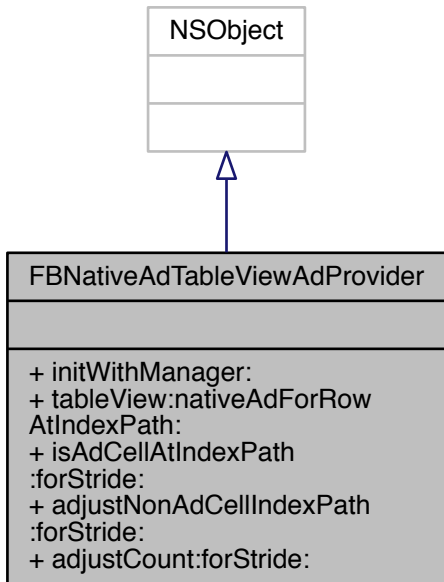 NSObject
FBNativeAdTableViewAdProvider
+ initWithManager:
+ tableView:nativeAdForRow
AtIndexPath:
+ isAdCellAtIndexPath
:forStride:
+ adjustNonAdCellIndexPath
:forStride:
+ adjustCount:forStride: